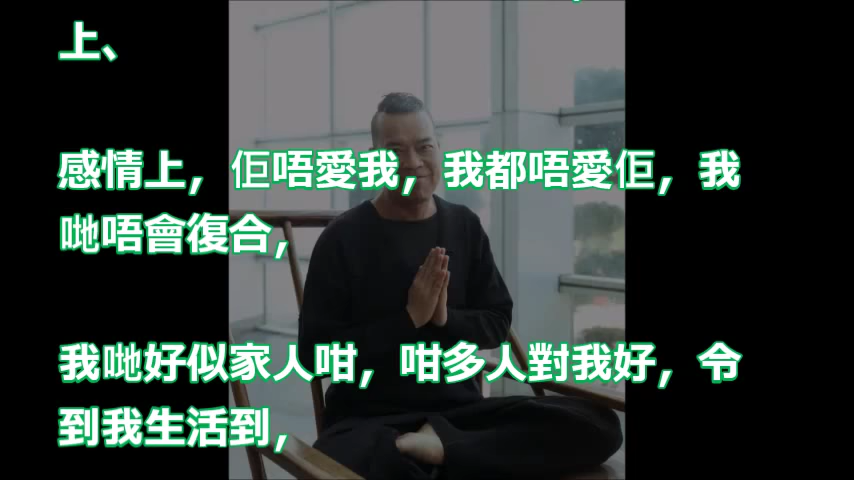 上、
感情上，佢唔愛我，我都唔愛佢，我
哋唔會復合，
我哋好似家人咁，咁多人對我好，令
到我生活到，